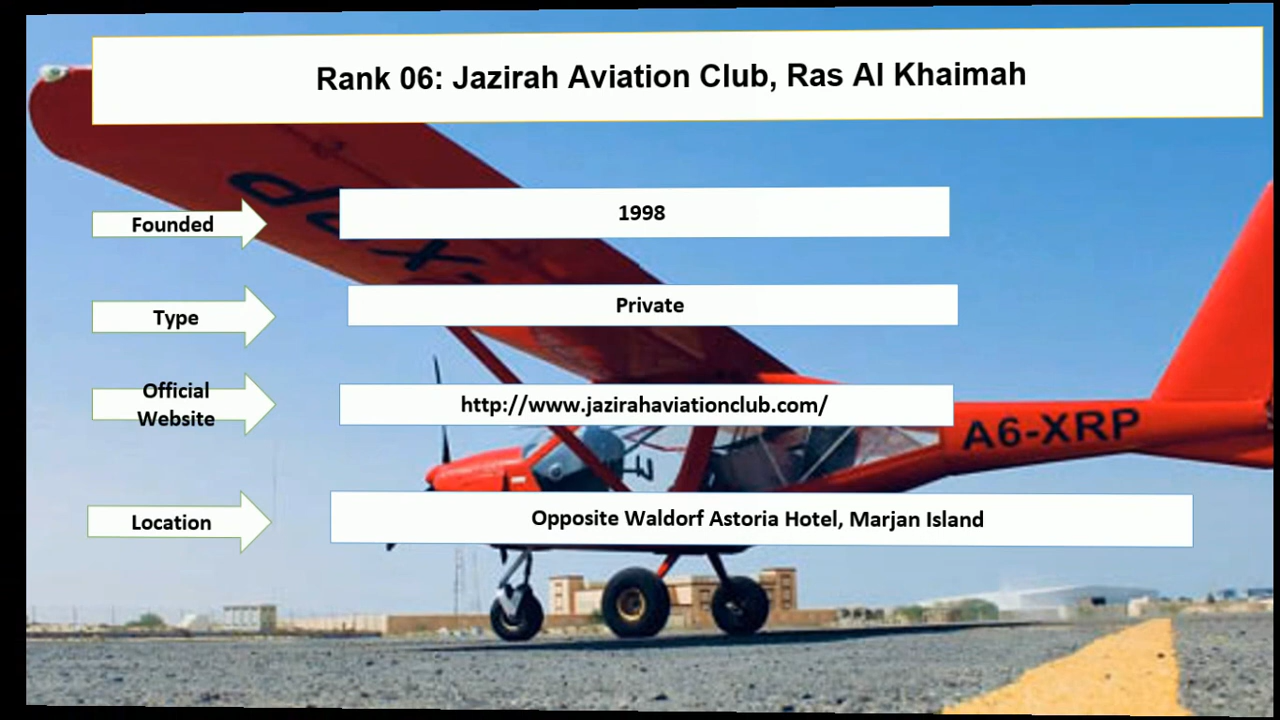 Rank 06: Jazirah Aviation Club, Ras Al Khaimah
Founded
1998
Type
Private
Official
Website
http://www.jazirahaviationclub.com/
A6-XRP
Location
Opposite Waldorf Astoria Hotel, Marjan Island